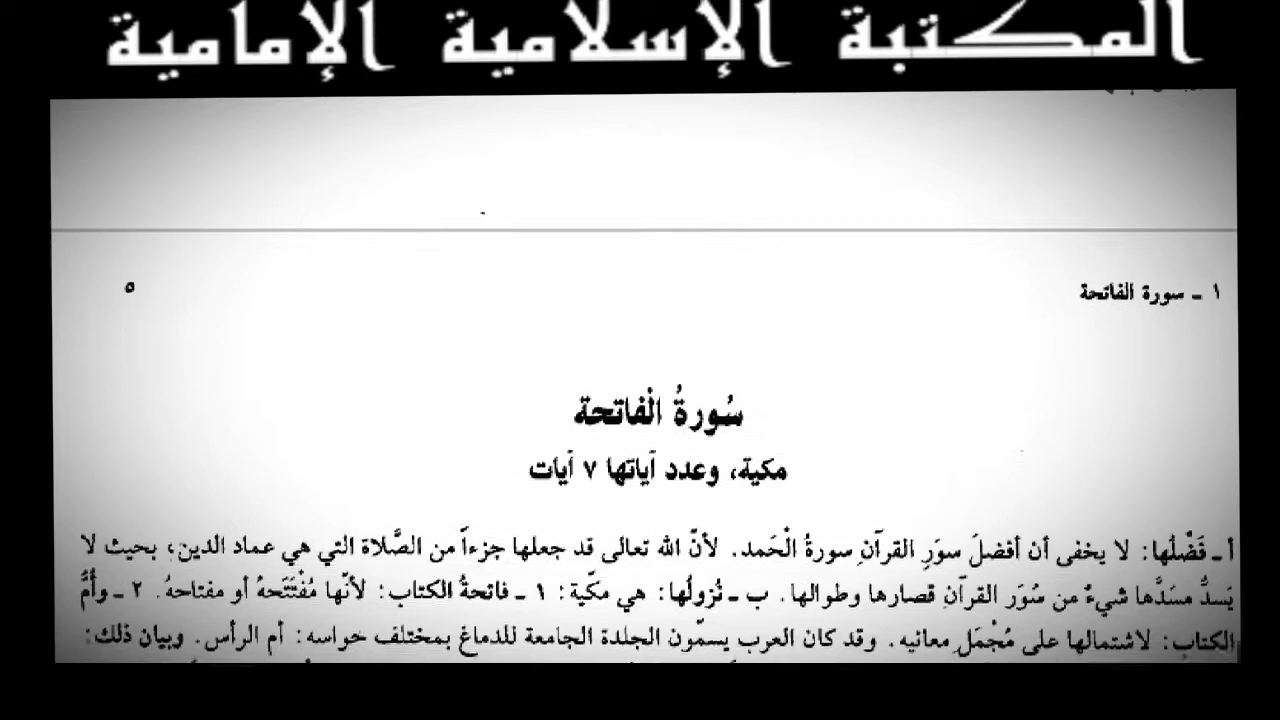 المكتبة الإسلامية الإمامية
١ ـ سورة الفاتحة ٥
سُورةُ الْفاتحة
مكية، وعدد آياتها ٧ آيات
أ ـ فَضْلُها: لا يخفى أن أفضلَ سوَرِ القرآنِ سورةُ الْحَمد. لأنّ الله تعالى قد جعلها جزءاً من الصَّلاة التي هي عماد الدين، بحيث لا
يَسدُّ مسَدَّها شيءٌ من سُوَر القرآنِ قصارها وطوالها. ب ـ نُزولُها: هي مكّية: ١ ـ فاتحةُ الكتاب: لأنّها مُفْتَتَحهُ أو مفتاحهُ. ٢ ـ وأُمُّ
الكتاب: لاشتمالها على مُجْمَلِ معانيه. وقد كان العرب يسمّون الجلدة الجامعة للدماغ بمختلف حواسه: أم الرأس. وبيان ذلك: